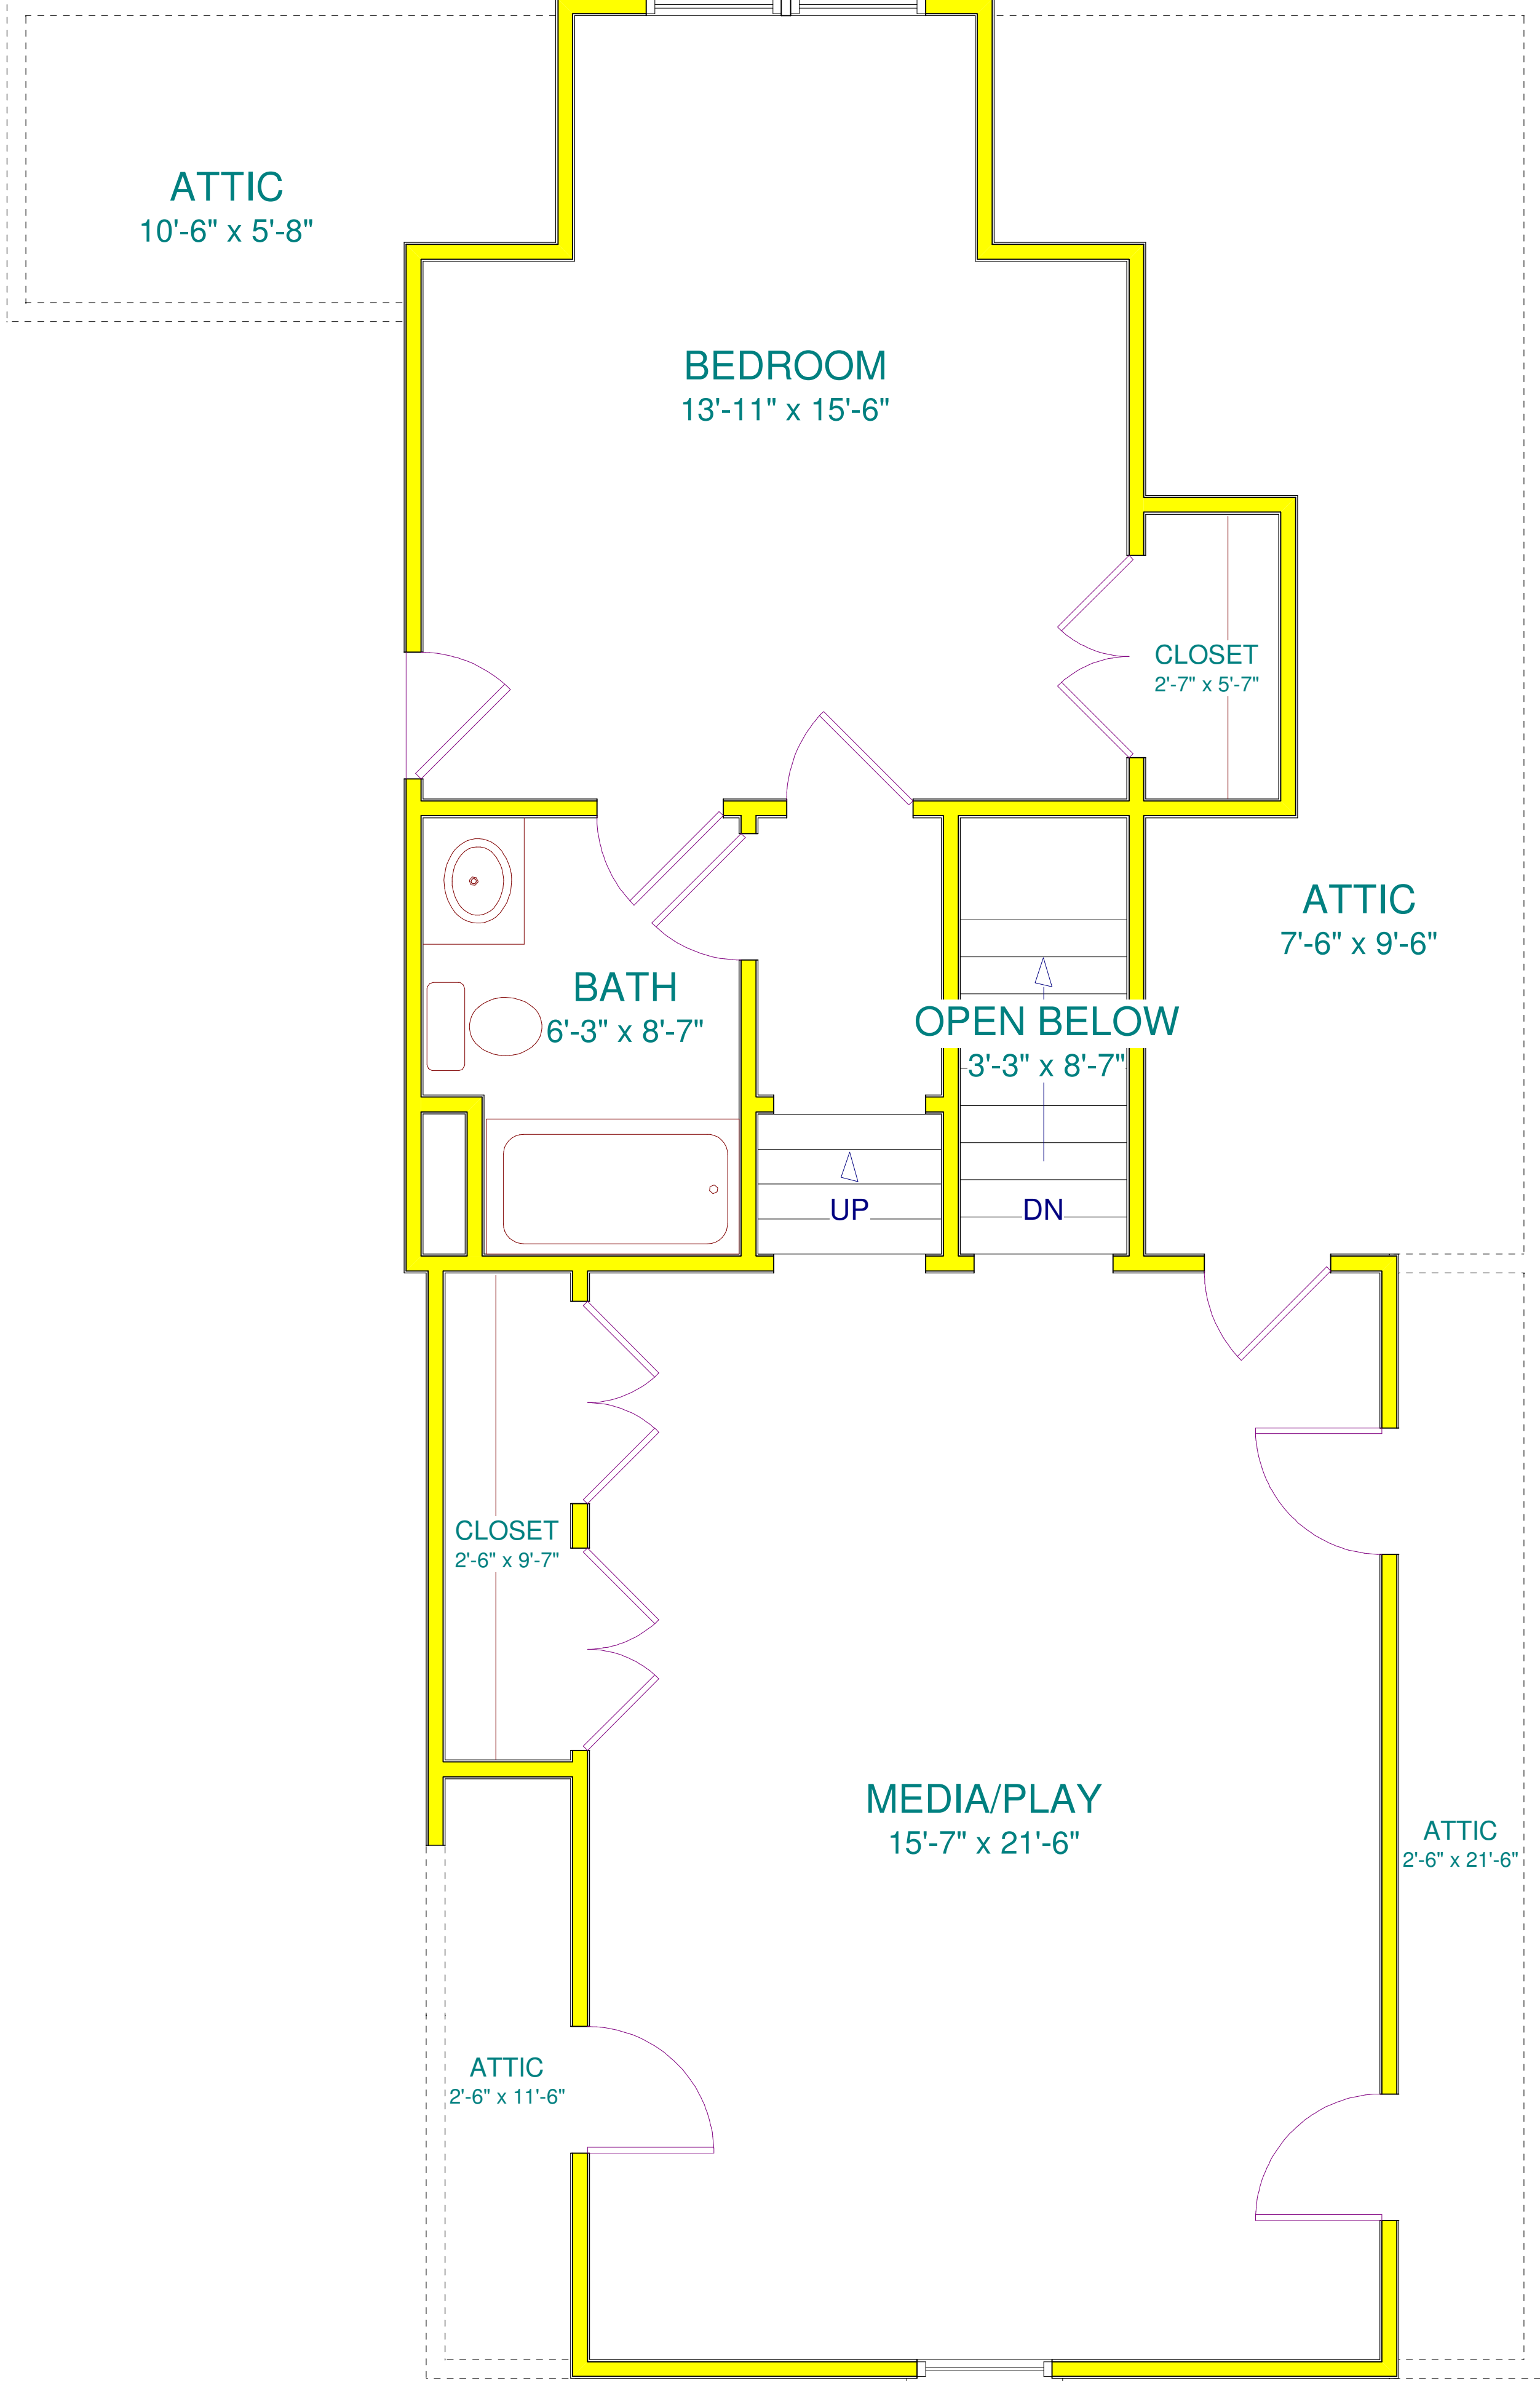 ATTIC
10'-6" x 5'-8"
BEDROOM
13'-11" x 15'-6"
CLOSET
2'-7" x 5'-7"
ATTIC
7'-6" x 9'-6"
BATH
6'-3" x 8'-7"
OPEN BELOW
3'-3" x 8'-7"
UP
DN
CLOSET
2'-6" x 9'-7"
MEDIA/PLAY
15'-7" x 21'-6"
ATTIC
2'-6" x 21'-6"
ATTIC
2'-6" x 11'-6"